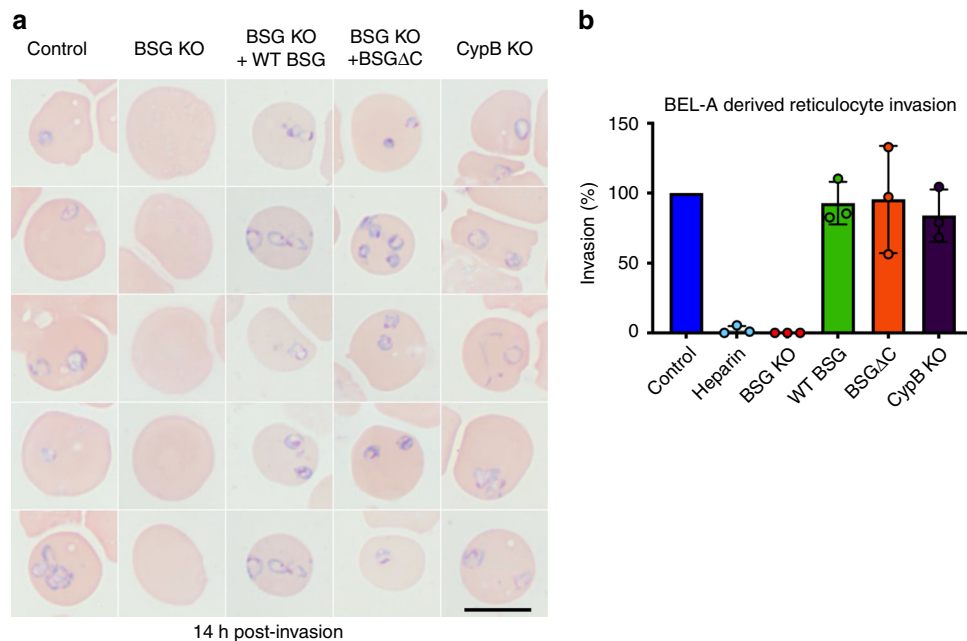 a
Control
BSG KO
BSG KO
+ WT BSG
BSG KO
+BSGΔC
CypB KO
14 h post-invasion
b
BEL-A derived reticulocyte invasion
Invasion (%)
150
100
50
0
Control
Heparin
BSG KO
WT BSG
BSGΔC
CypB KO